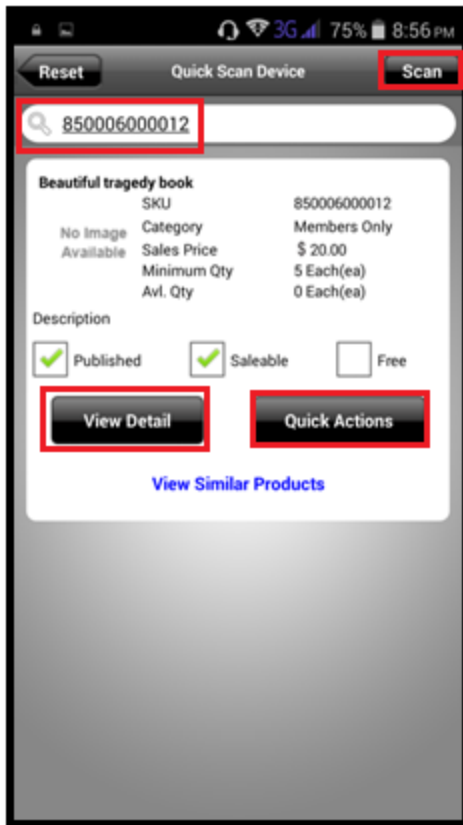 3G 75% 8:56 PM
Reset Quick Scan Device Scan
850006000012
Beautiful tragedy book
SKU 850006000012
No Image Available
Category Members Only
Sales Price $ 20.00
Minimum Qty 5 Each(ea)
Avl. Qty 0 Each(ea)
Description
Published Saleable Free
View Detail Quick Actions
View Similar Products